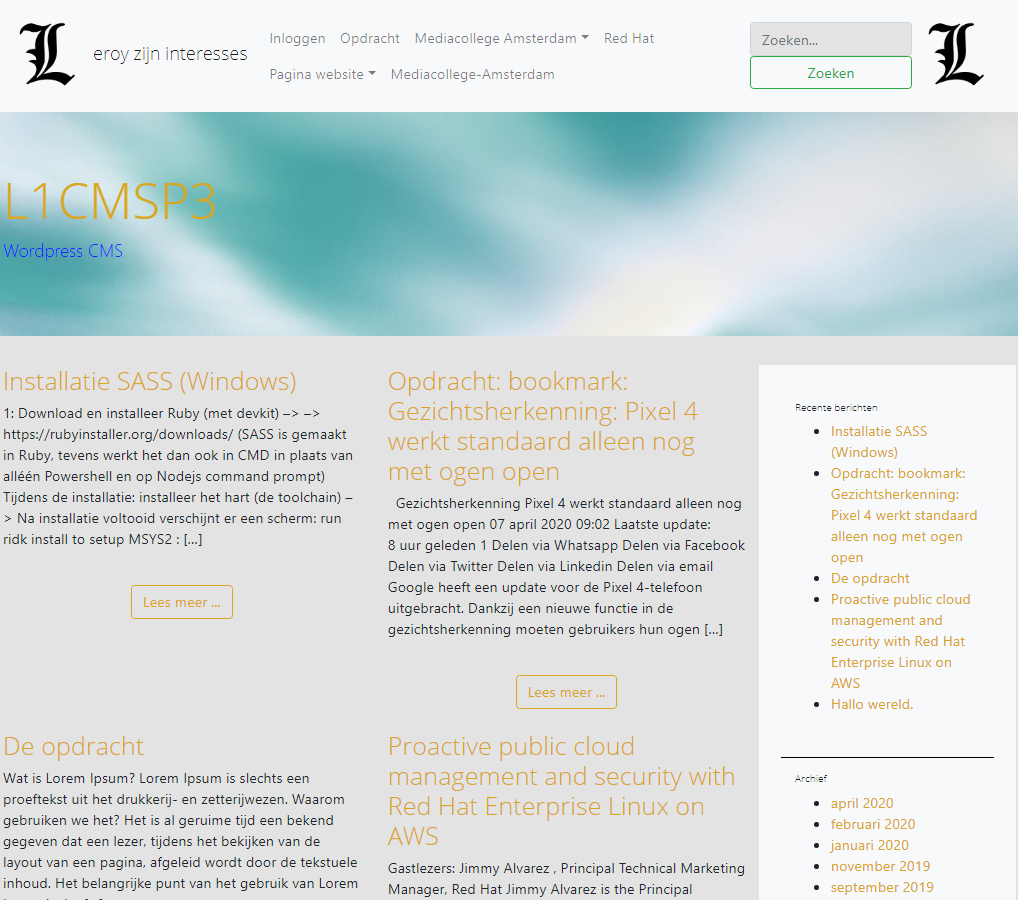 L
eroy zijn interesses
Inloggen Opdracht Mediacollege Amsterdam Red Hat
Pagina website Mediacollege-Amsterdam
Zoeken...
Zoeken
L
L1CMSP3
Wordpress CMS
Installatie SASS (Windows)
1: Download en installeer Ruby (met devkit) –> –>
https://rubyinstaller.org/downloads/ (SASS is gemaakt
in Ruby, tevens werkt het dan ook in CMD in plaats van
alléén Powershell en op Nodejs command prompt)
Tijdens de installatie: installeer het hart (de toolchain) –
> Na installatie voltooid verschijnt er een scherm: run
ridk install to setup MSYS2 : […]
Lees meer ...
Opdracht: bookmark:
Gezichtsherkenning: Pixel 4
werkt standaard alleen nog
met ogen open
Gezichtsherkenning Pixel 4 werkt standaard alleen nog
met ogen open 07 april 2020 09:02 Laatste update:
8 uur geleden 1 Delen via Whatsapp Delen via Facebook
Delen via Twitter Delen via Linkedin Delen via email
Google heeft een update voor de Pixel 4-telefoon
uitgebracht. Dankzij een nieuwe functie in de
gezichtsherkenning moeten gebruikers hun ogen […]
Lees meer ...
De opdracht
Wat is Lorem Ipsum? Lorem Ipsum is slechts een
proeftekst uit het drukkerij- en zetterijwezen. Waarom
gebruiken we het? Het is al geruime tijd een bekend
gegeven dat een lezer, tijdens het bekijken van de
layout van een pagina, afgeleid wordt door de tekstuele
inhoud. Het belangrijke punt van het gebruik van Lorem
Proactive public cloud
management and security with
Red Hat Enterprise Linux on
AWS
Gastlezers: Jimmy Alvarez , Principal Technical Marketing
Manager, Red Hat Jimmy Alvarez is the Principal
Recente berichten
Installatie SASS
(Windows)
Opdracht: bookmark:
Gezichtsherkenning:
Pixel 4 werkt standaard
alleen nog met ogen
open
De opdracht
Proactive public cloud
management and
security with Red Hat
Enterprise Linux on
AWS
Hallo wereld.
Archief
april 2020
februari 2020
januari 2020
november 2019
september 2019